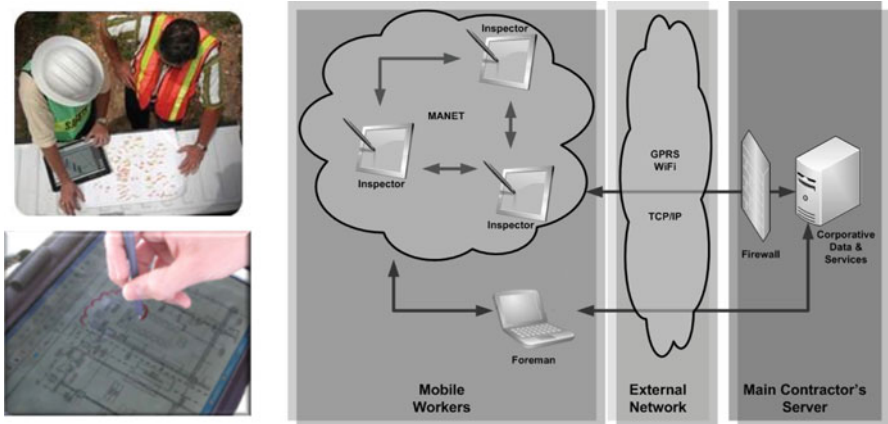 Inspector
MANET
Inspector
Inspector
Foreman
GPRS
WiFi
TCP/IP
Firewall
Corporative
Data &
Services
Mobile
Workers
External
Network
Main Contractor's
Server